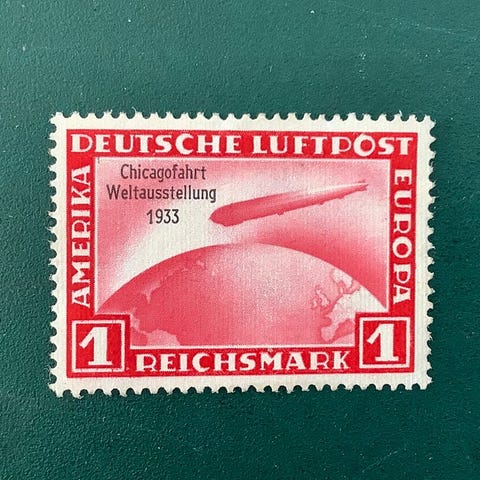 DEUTSCHE LUFTPOST
Chicagofahrt
Weltausstellung
1933
AMERIKA
EUROPA
1 REICHSMARK 1